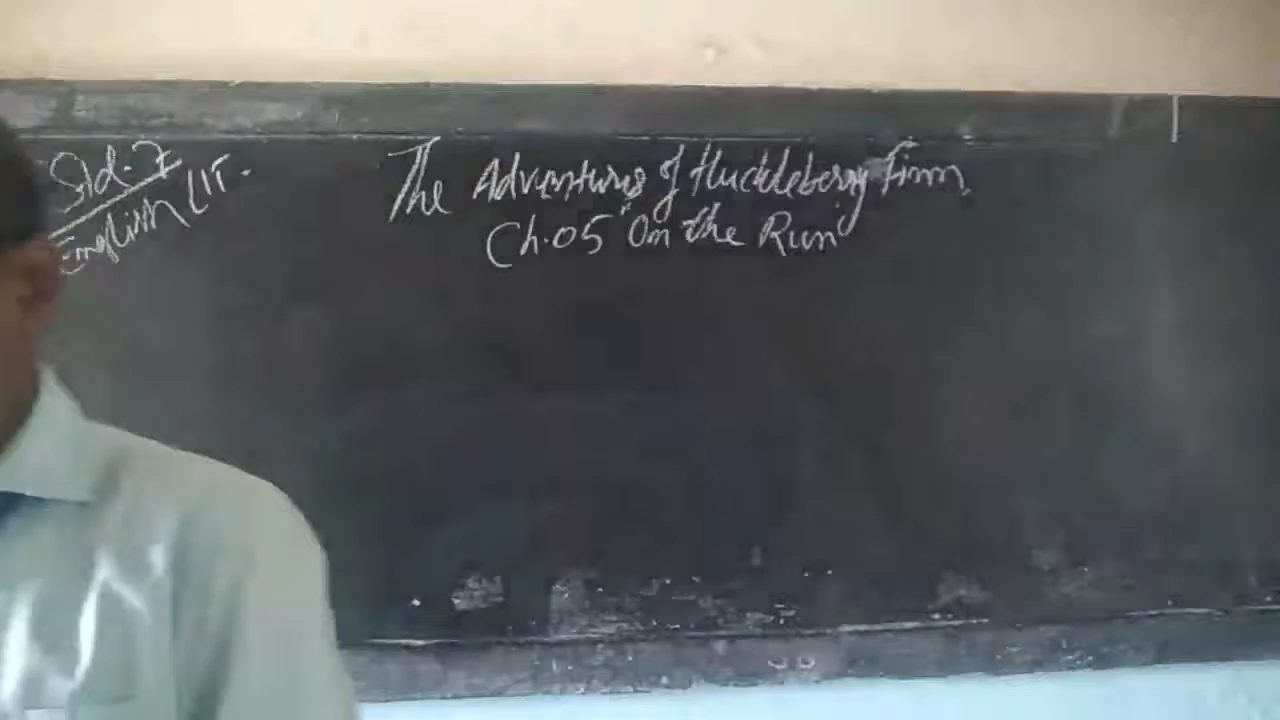 Std. 7
English LIT.
The Adventures of Huckleberry Finn.
Ch.05 "On the Run"